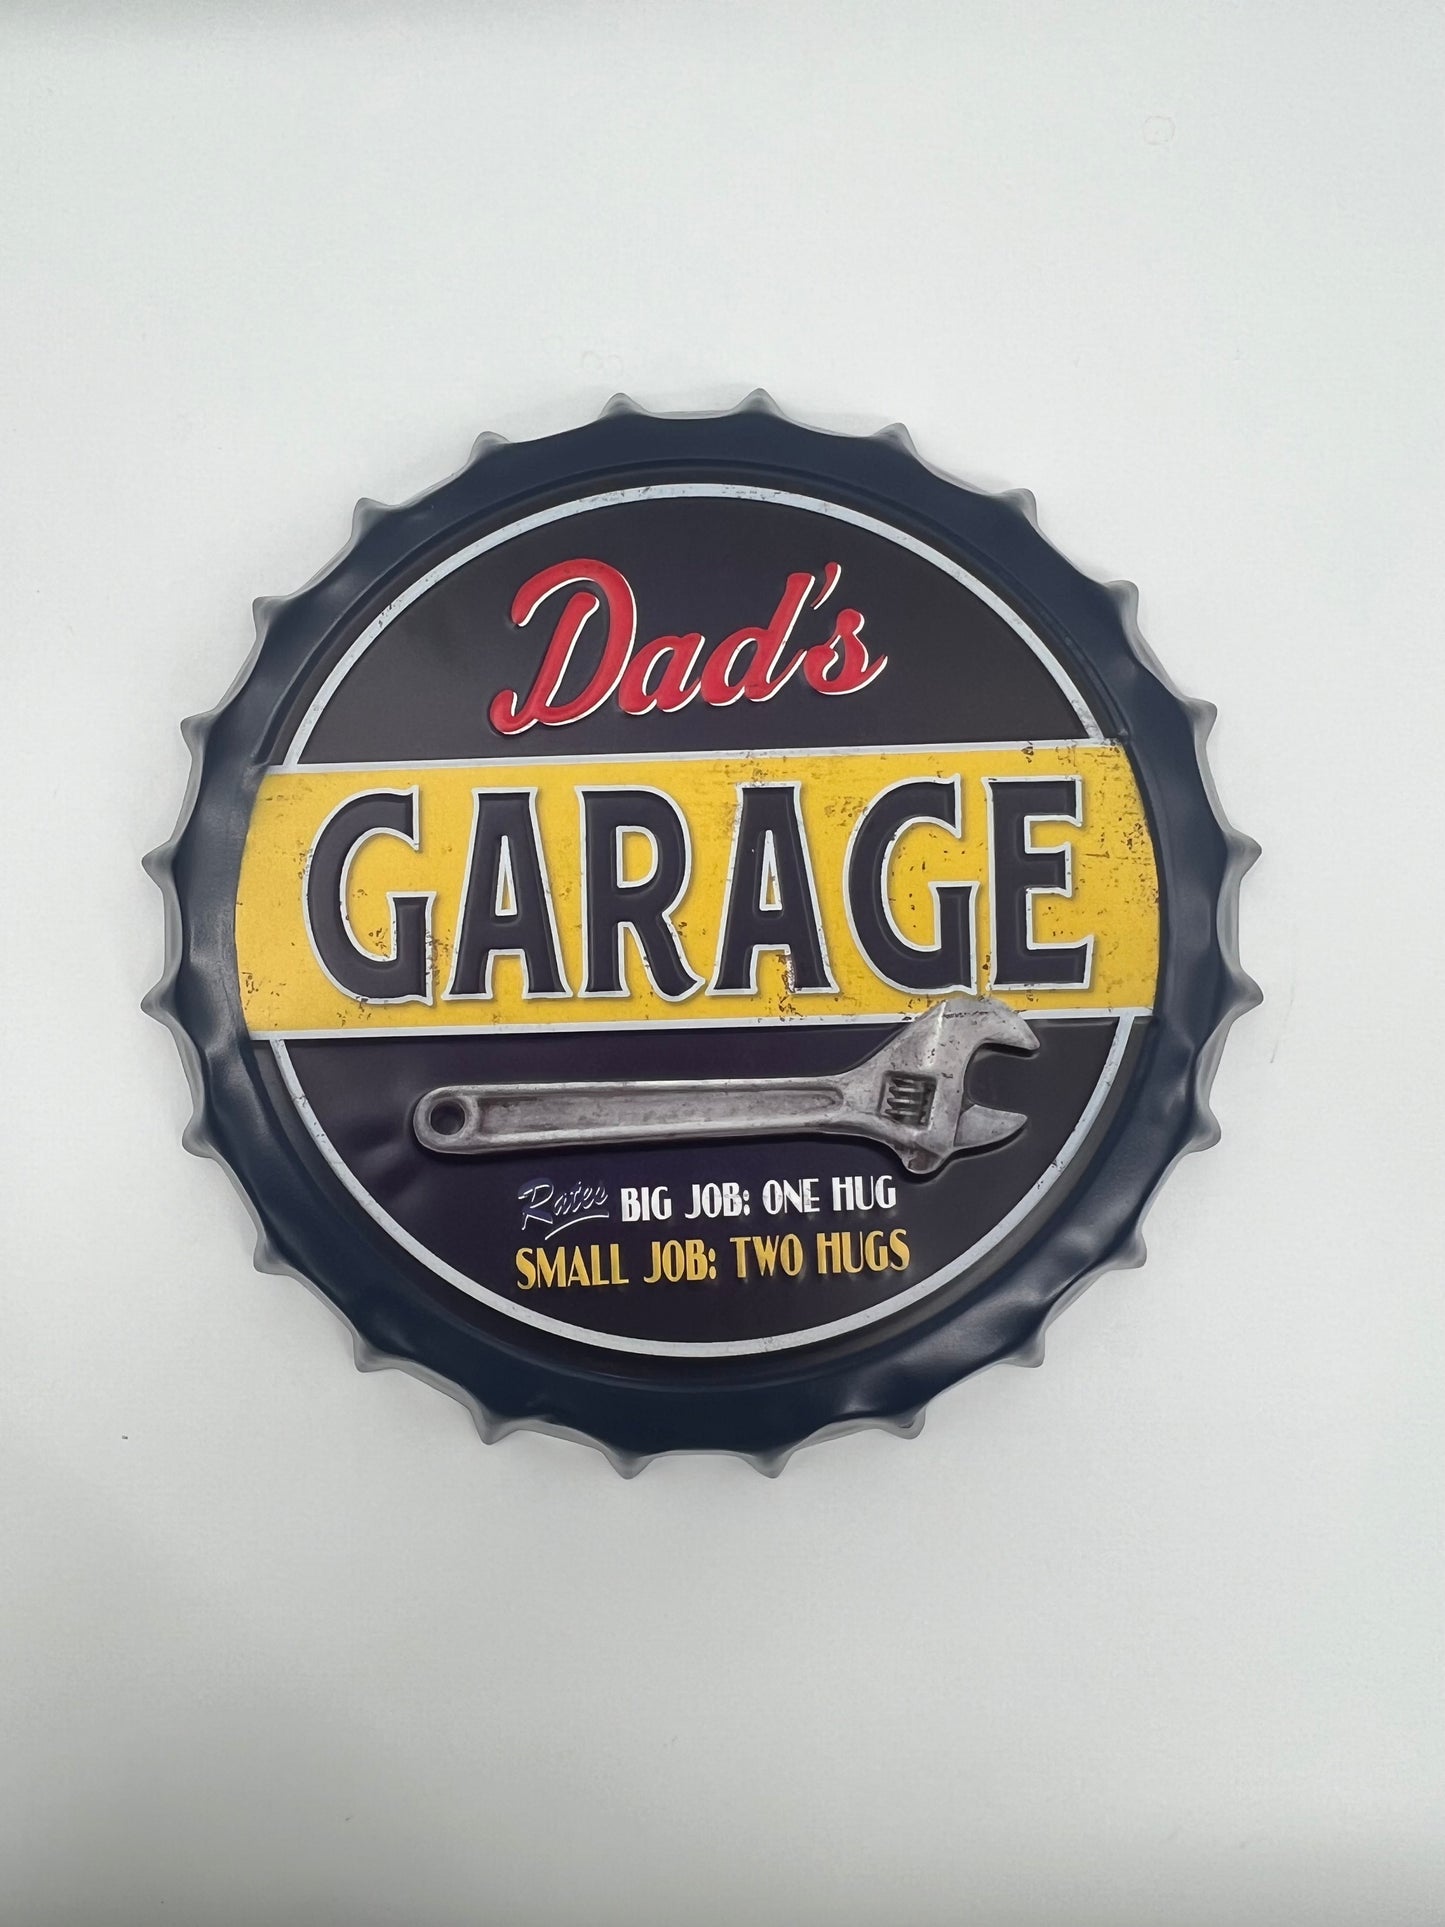 Dad's
GARAGE
Rates BIG JOB: ONE HUG
SMALL JOB: TWO HUGS